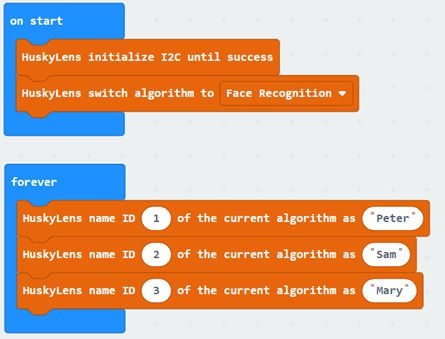 on start
HuskyLens initialize I2C until success
HuskyLens switch algorithm to Face Recognition
forever
HuskyLens name ID 1 of the current algorithm as "Peter"
HuskyLens name ID 2 of the current algorithm as "Sam"
HuskyLens name ID 3 of the current algorithm as "Mary"